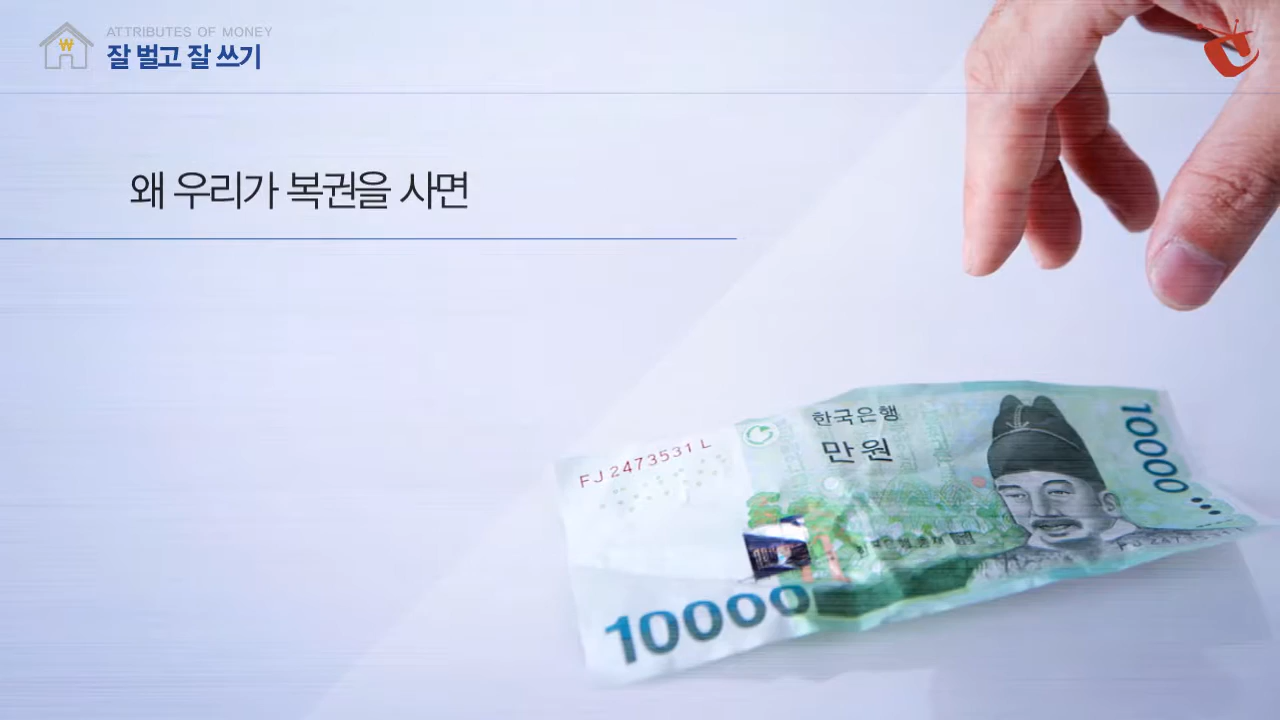 ATTRIBUTES OF MONEY
잘 벌고 잘 쓰기
왜 우리가 복권을 사면
한국은행
만원
10000
FJ 2473531 L
10000